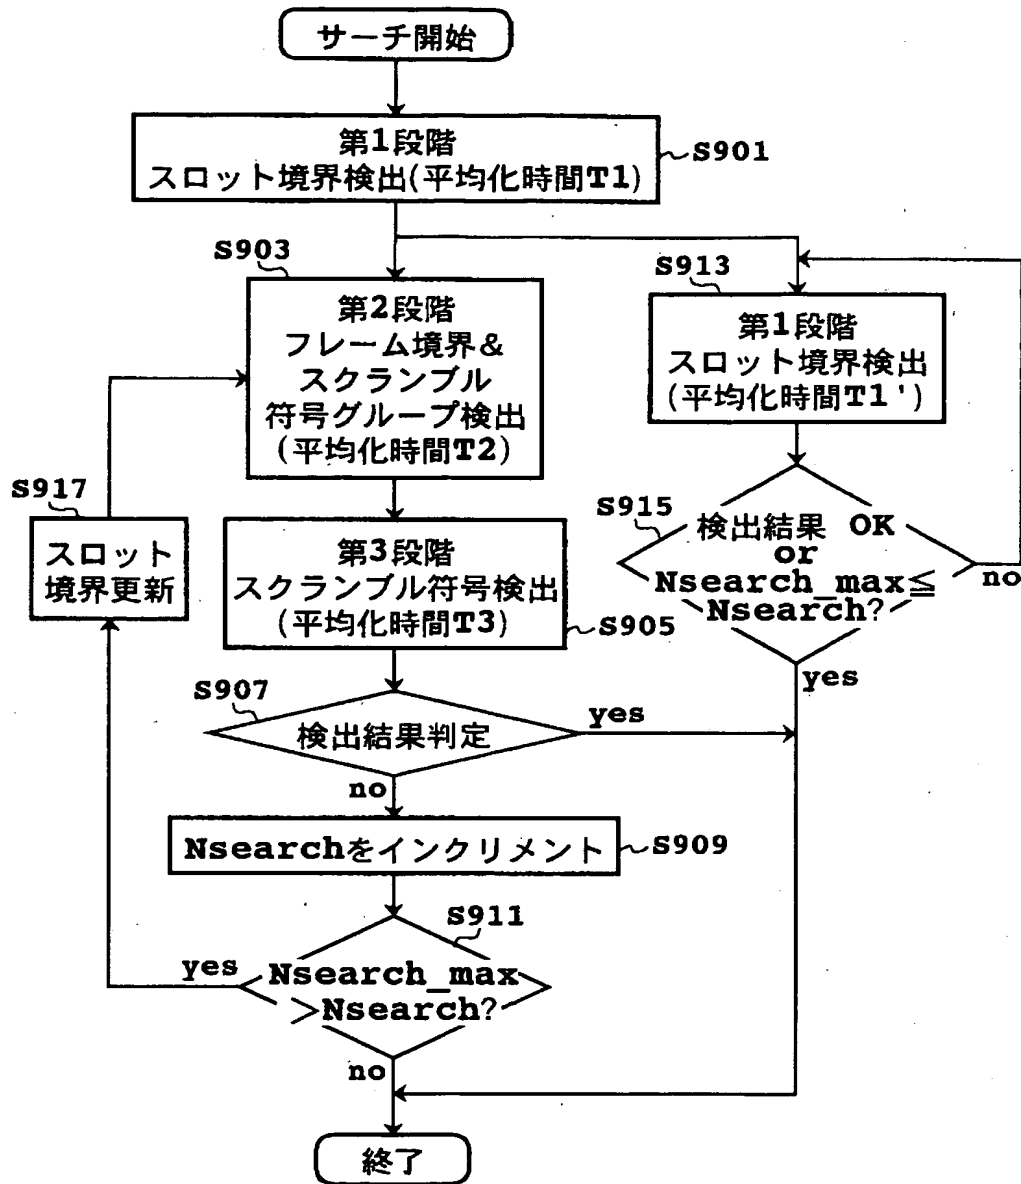 サーチ開始
第1段階
スロット境界検出(平均化時間T1)
S901
S903
第2段階
フレーム境界&
スクランブル
符号グループ検出
(平均化時間T2)
S913
第1段階
スロット境界検出
(平均化時間T1')
S917
スロット
境界更新
第3段階
スクランブル符号検出
(平均化時間T3)
S905
S915
検出結果 OK
or
Nsearch_max≦
Nsearch?
no
yes
S907
検出結果判定
yes
no
Nsearchをインクリメント
S909
S911
Nsearch_max
>Nsearch?
yes
no
終了